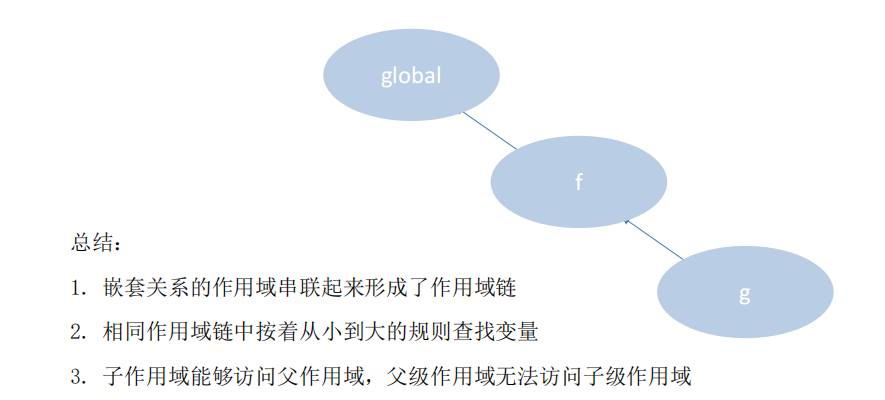 global
f
g
总结：
1. 嵌套关系的作用域串联起来形成了作用域链
2. 相同作用域链中按着从小到大的规则查找变量
3. 子作用域能够访问父作用域，父级作用域无法访问子级作用域